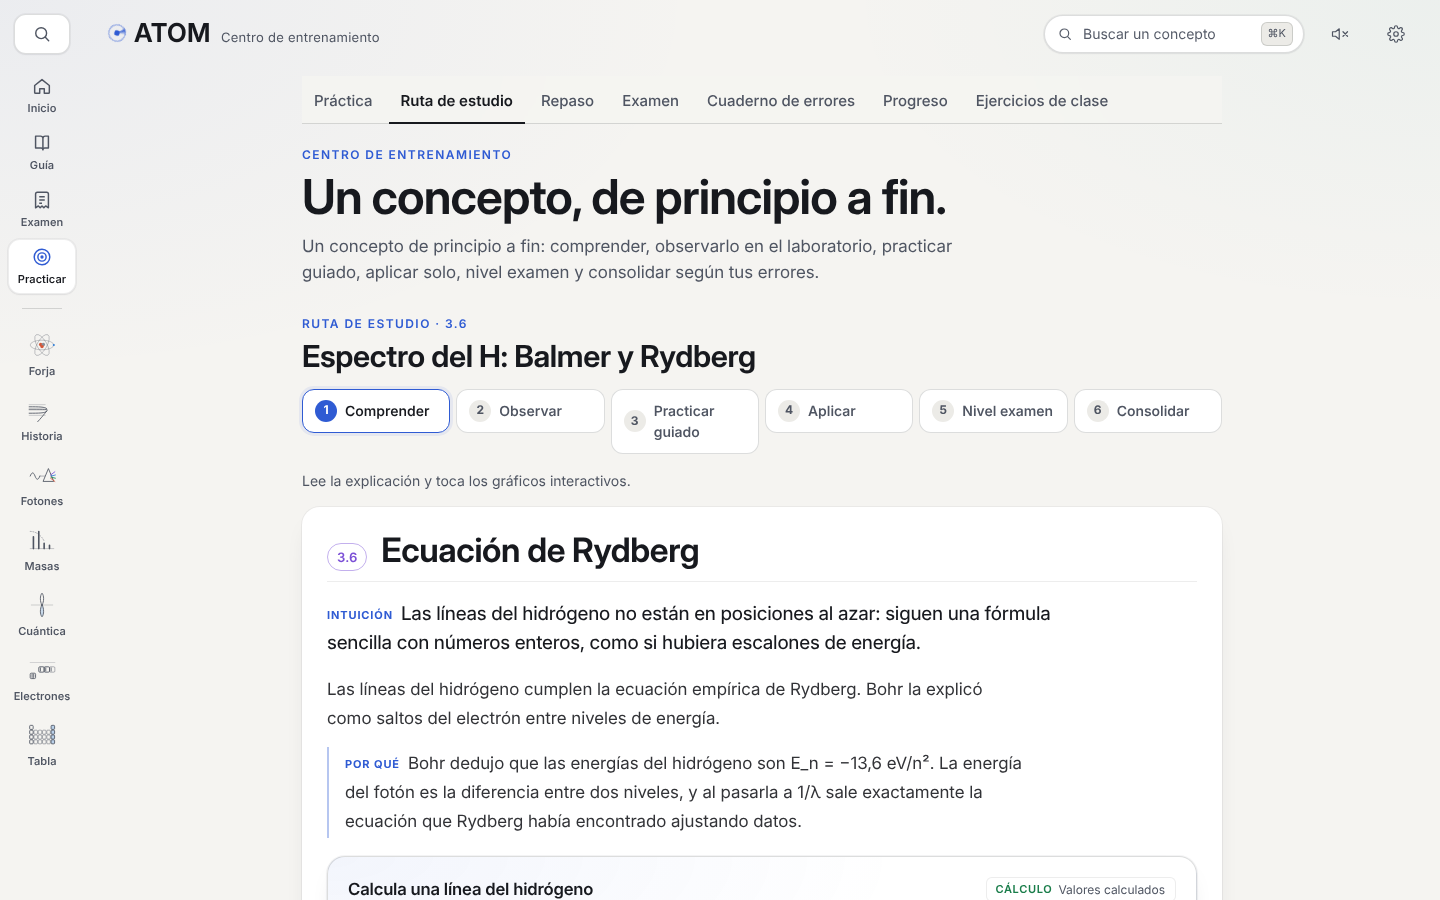 ATOM Centro de entrenamiento
Buscar un concepto ⌘K
Inicio
Guía
Examen
Practicar
Forja
Historia
Fotones
Masas
Cuántica
Electrones
Tabla
Práctica Ruta de estudio Repaso Examen Cuaderno de errores Progreso Ejercicios de clase
CENTRO DE ENTRENAMIENTO
Un concepto, de principio a fin.
Un concepto de principio a fin: comprender, observarlo en el laboratorio, practicar
guiado, aplicar solo, nivel examen y consolidar según tus errores.
RUTA DE ESTUDIO · 3.6
Espectro del H: Balmer y Rydberg
1 Comprender
2 Observar
3 Practicar
guiado
4 Aplicar
5 Nivel examen
6 Consolidar
Lee la explicación y toca los gráficos interactivos.
3.6 Ecuación de Rydberg
INTUICIÓN Las líneas del hidrógeno no están en posiciones al azar: siguen una fórmula
sencilla con números enteros, como si hubiera escalones de energía.
Las líneas del hidrógeno cumplen la ecuación empírica de Rydberg. Bohr la explicó
como saltos del electrón entre niveles de energía.
POR QUÉ Bohr dedujo que las energías del hidrógeno son E_n = −13,6 eV/n². La energía
del fotón es la diferencia entre dos niveles, y al pasarla a 1/λ sale exactamente la
ecuación que Rydberg había encontrado ajustando datos.
Calcula una línea del hidrógeno
CÁLCULO Valores calculados